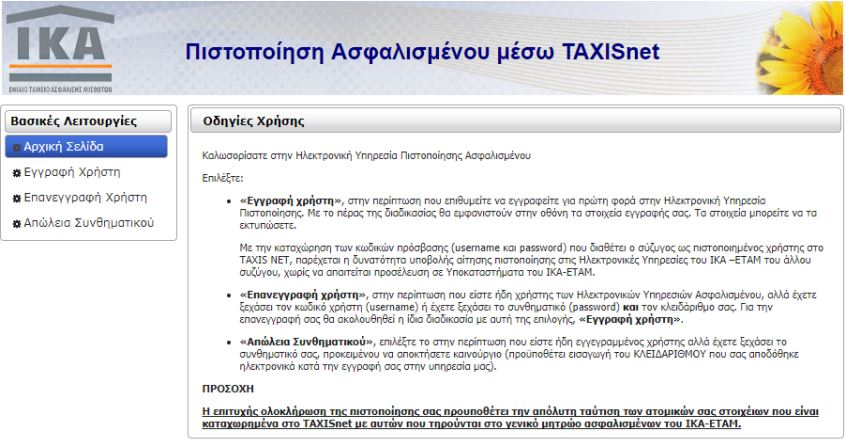 ΙΚΑ
ΕΝΙΑΙΟ ΤΑΜΕΙΟ ΑΣΦΑΛΙΣΗΣ ΜΙΣΘΩΤΩΝ
Πιστοποίηση Ασφαλισμένου μέσω TAXISnet
Βασικές Λειτουργίες
Αρχική Σελίδα
Εγγραφή Χρήστη
Επανεγγραφή Χρήστη
Απώλεια Συνθηματικού
Οδηγίες Χρήσης
Καλωσορίσατε στην Ηλεκτρονική Υπηρεσία Πιστοποίησης Ασφαλισμένου
Επιλέξτε:
• «Εγγραφή χρήστη», στην περίπτωση που επιθυμείτε να εγγραφείτε για πρώτη φορά στην Ηλεκτρονική Υπηρεσία
Πιστοποίησης. Με το πέρας της διαδικασίας θα εμφανιστούν στην οθόνη τα στοιχεία εγγραφής σας. Τα στοιχεία μπορείτε να τα
εκτυπώσετε.
Με την καταχώρηση των κωδικών πρόσβασης (username και password) που διαθέτει ο σύζυγος ως πιστοποιημένος χρήστης στο
TAXIS NET, παρέχεται η δυνατότητα υποβολής αίτησης πιστοποίησης στις Ηλεκτρονικές Υπηρεσίες του ΙΚΑ –ΕΤΑΜ του άλλου
συζύγου, χωρίς να απαιτείται προσέλευση σε Υποκαταστήματα του ΙΚΑ-ΕΤΑΜ.
• «Επανεγγραφή χρήστη», στην περίπτωση που είστε ήδη χρήστης των Ηλεκτρονικών Υπηρεσιών Ασφαλισμένου, αλλά έχετε
ξεχάσει τον κωδικό χρήστη (username) ή έχετε ξεχάσει το συνθηματικό (password) και τον κλειδάριθμο σας. Για την
επανεγγραφή σας θα ακολουθηθεί η ίδια διαδικασία με αυτή της επιλογής, «Εγγραφή χρήστη».
• «Απώλεια Συνθηματικού», επιλέξτε το στην περίπτωση που είστε ήδη εγγεγραμμένος χρήστης αλλά έχετε ξεχάσει το
συνθηματικό σας, προκειμένου να αποκτήσετε καινούργιο (προϋποθέτει εισαγωγή του ΚΛΕΙΔΑΡΙΘΜΟΥ που σας αποδόθηκε
ηλεκτρονικά κατά την εγγραφή σας στην υπηρεσία μας).
ΠΡΟΣΟΧΗ
Η επιτυχής ολοκλήρωση της πιστοποίησης σας προυποθέτει την απόλυτη ταύτιση των ατομικών σας στοιχείων που είναι
καταχωρημένα στο TAXISnet με αυτών που τηρούνται στο γενικό μητρώο ασφαλισμένων του ΙΚΑ-ΕΤΑΜ.